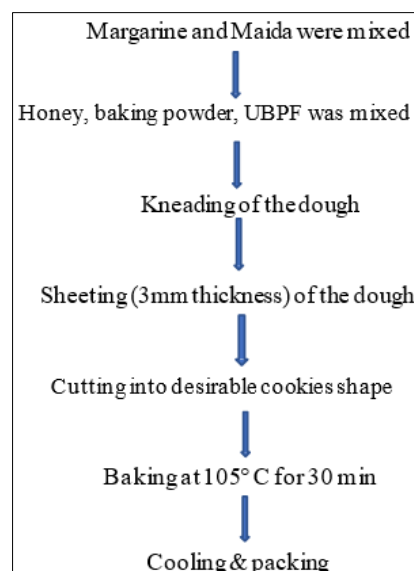 Margarine and Maida were mixed
Honey, baking powder, UBPF was mixed
Kneading of the dough
Sheeting (3mm thickness) of the dough
Cutting into desirable cookies shape
Baking at 105° C for 30 min
Cooling & packing